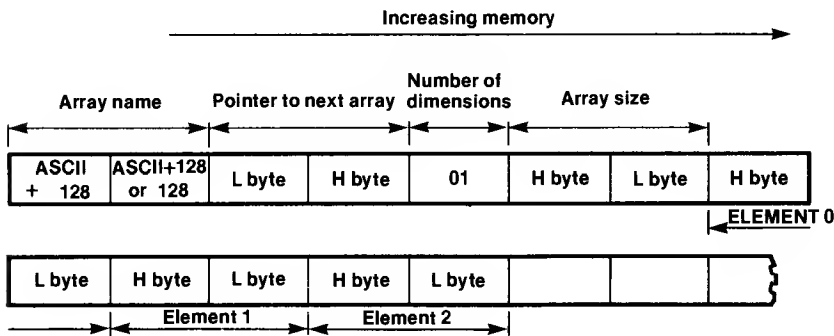 Increasing memory
Array name
Pointer to next array
Number of
dimensions
Array size
ASCII
+ 128
ASCII+128
or 128
L byte
H byte
01
H byte
L byte
H byte
ELEMENT 0
L byte
H byte
L byte
H byte
L byte
Element 1
Element 2